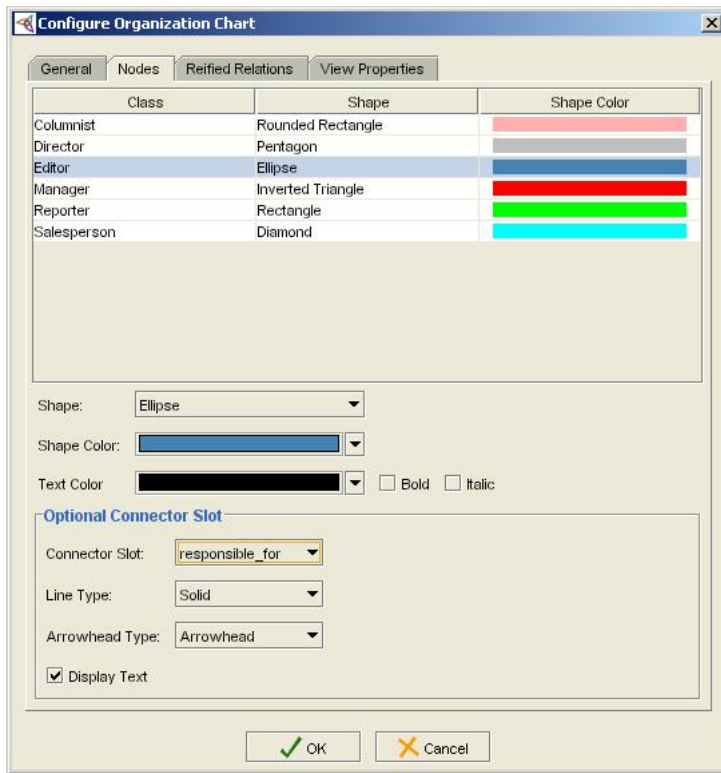 Configure Organization Chart
General Nodes Reified Relations View Properties
Class Shape Shape Color
Columnist Rounded Rectangle
Director Pentagon
Editor Ellipse
Manager Inverted Triangle
Reporter Rectangle
Salesperson Diamond
Shape: Ellipse
Shape Color:
Text Color Bold Italic
Optional Connector Slot
Connector Slot: responsible_for
Line Type: Solid
Arrowhead Type: Arrowhead
Display Text
OK Cancel